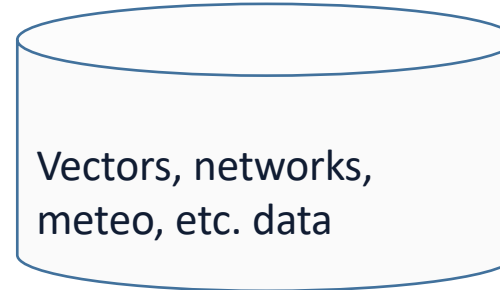 Vectors, networks,
meteo, etc. data